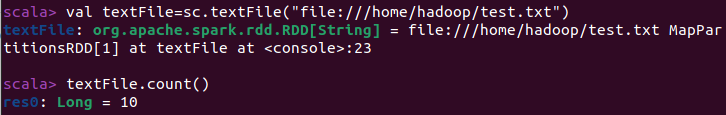 scala> val textFile=sc.textFile("file:///home/hadoop/test.txt")
textFile: org.apache.spark.rdd.RDD[String] = file:///home/hadoop/test.txt MapPar
titionsRDD[1] at textFile at <console>:23

scala> textFile.count()
res0: Long = 10